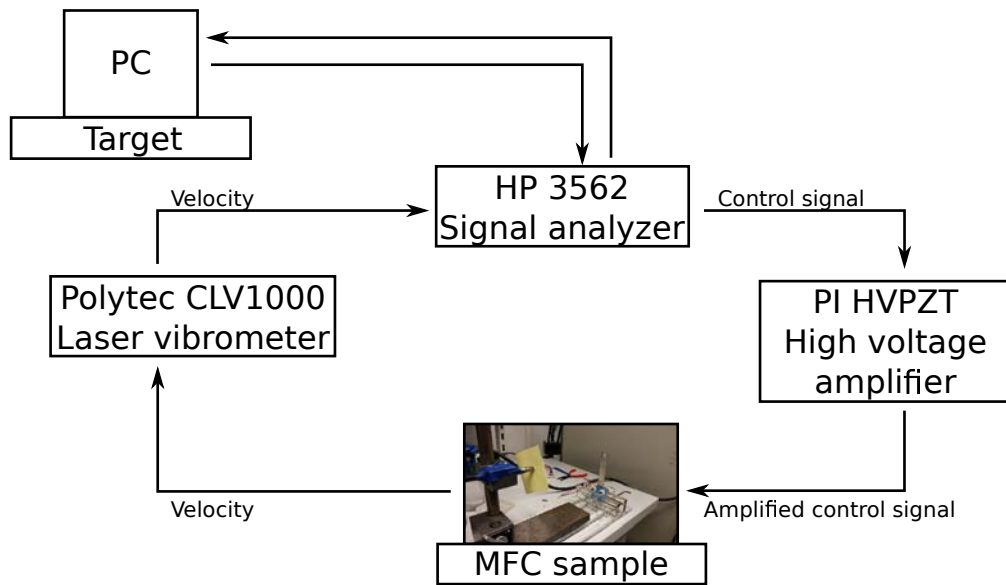 PC
Target
HP 3562
Signal analyzer
Velocity
Control signal
Polytec CLV1000
Laser vibrometer
PI HVPZT
High voltage
amplifier
Velocity
Amplified control signal
MFC sample